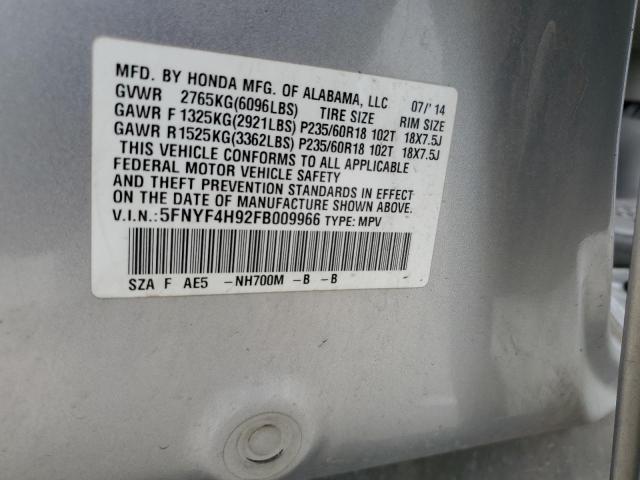 MFD. BY HONDA MFG. OF ALABAMA, LLC 07/'14
GVWR 2765KG(6096LBS) TIRE SIZE RIM SIZE
GAWR F 1325KG(2921LBS) P235/60R18 102T 18X7.5J
GAWR R 1525KG(3362LBS) P235/60R18 102T 18X7.5J
THIS VEHICLE CONFORMS TO ALL APPLICABLE
FEDERAL MOTOR VEHICLE SAFETY
AND THEFT PREVENTION STANDARDS IN EFFECT
ON THE DATE OF MANUFACTURE SHOWN ABOVE.
V.I.N.:5FNYF4H92FB009966 TYPE: MPV
SZA F AE5 -NH700M -B -B